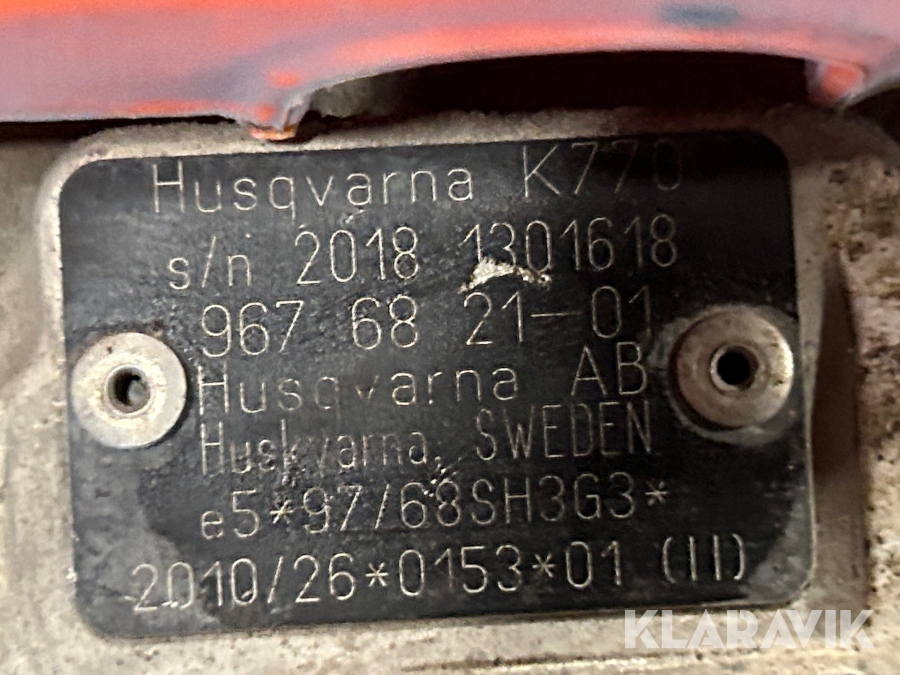 Husqvarna K770
s/n 2018 1301618
967 68 21-01
Husqvarna AB
Huskvarna, SWEDEN
e5*97/68SH3G3*
2010/26*0153*01 (II)
KLARAVIK